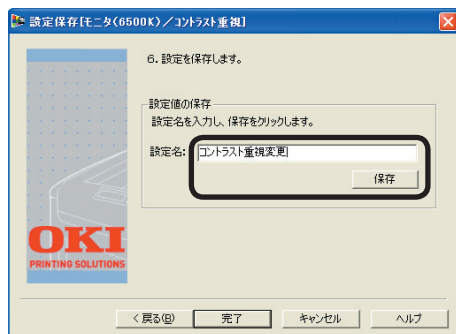 設定保存[モニタ(6500K)/コントラスト重視]
6. 設定を保存します。
設定値の保存
設定名を入力し、保存をクリックします。
設定名: コントラスト重視変更
保存
OKI
PRINTING SOLUTIONS
< 戻る(B) 完了 キャンセル ヘルプ